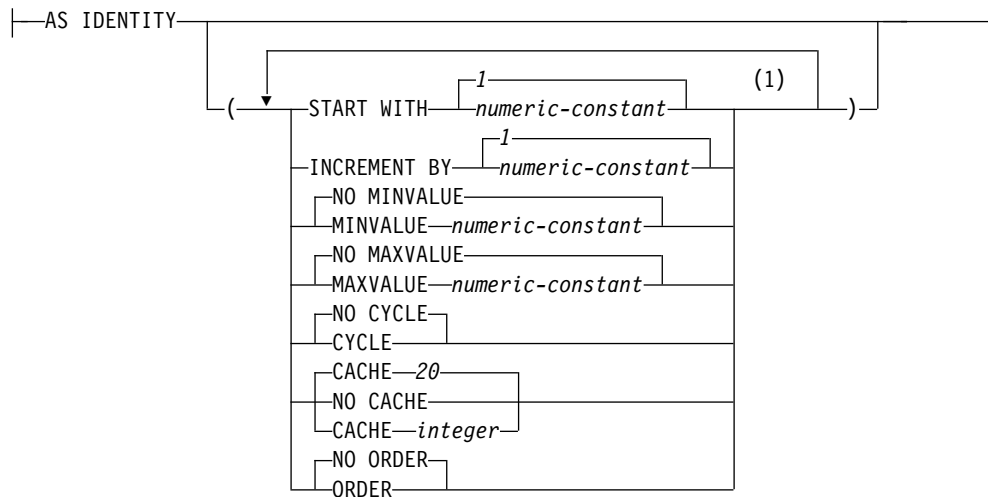 AS IDENTITY
1 (1)
( START WITH numeric-constant )
1
INCREMENT BY numeric-constant
NO MINVALUE
MINVALUE numeric-constant
NO MAXVALUE
MAXVALUE numeric-constant
NO CYCLE
CYCLE
CACHE 20
NO CACHE
CACHE integer
NO ORDER
ORDER